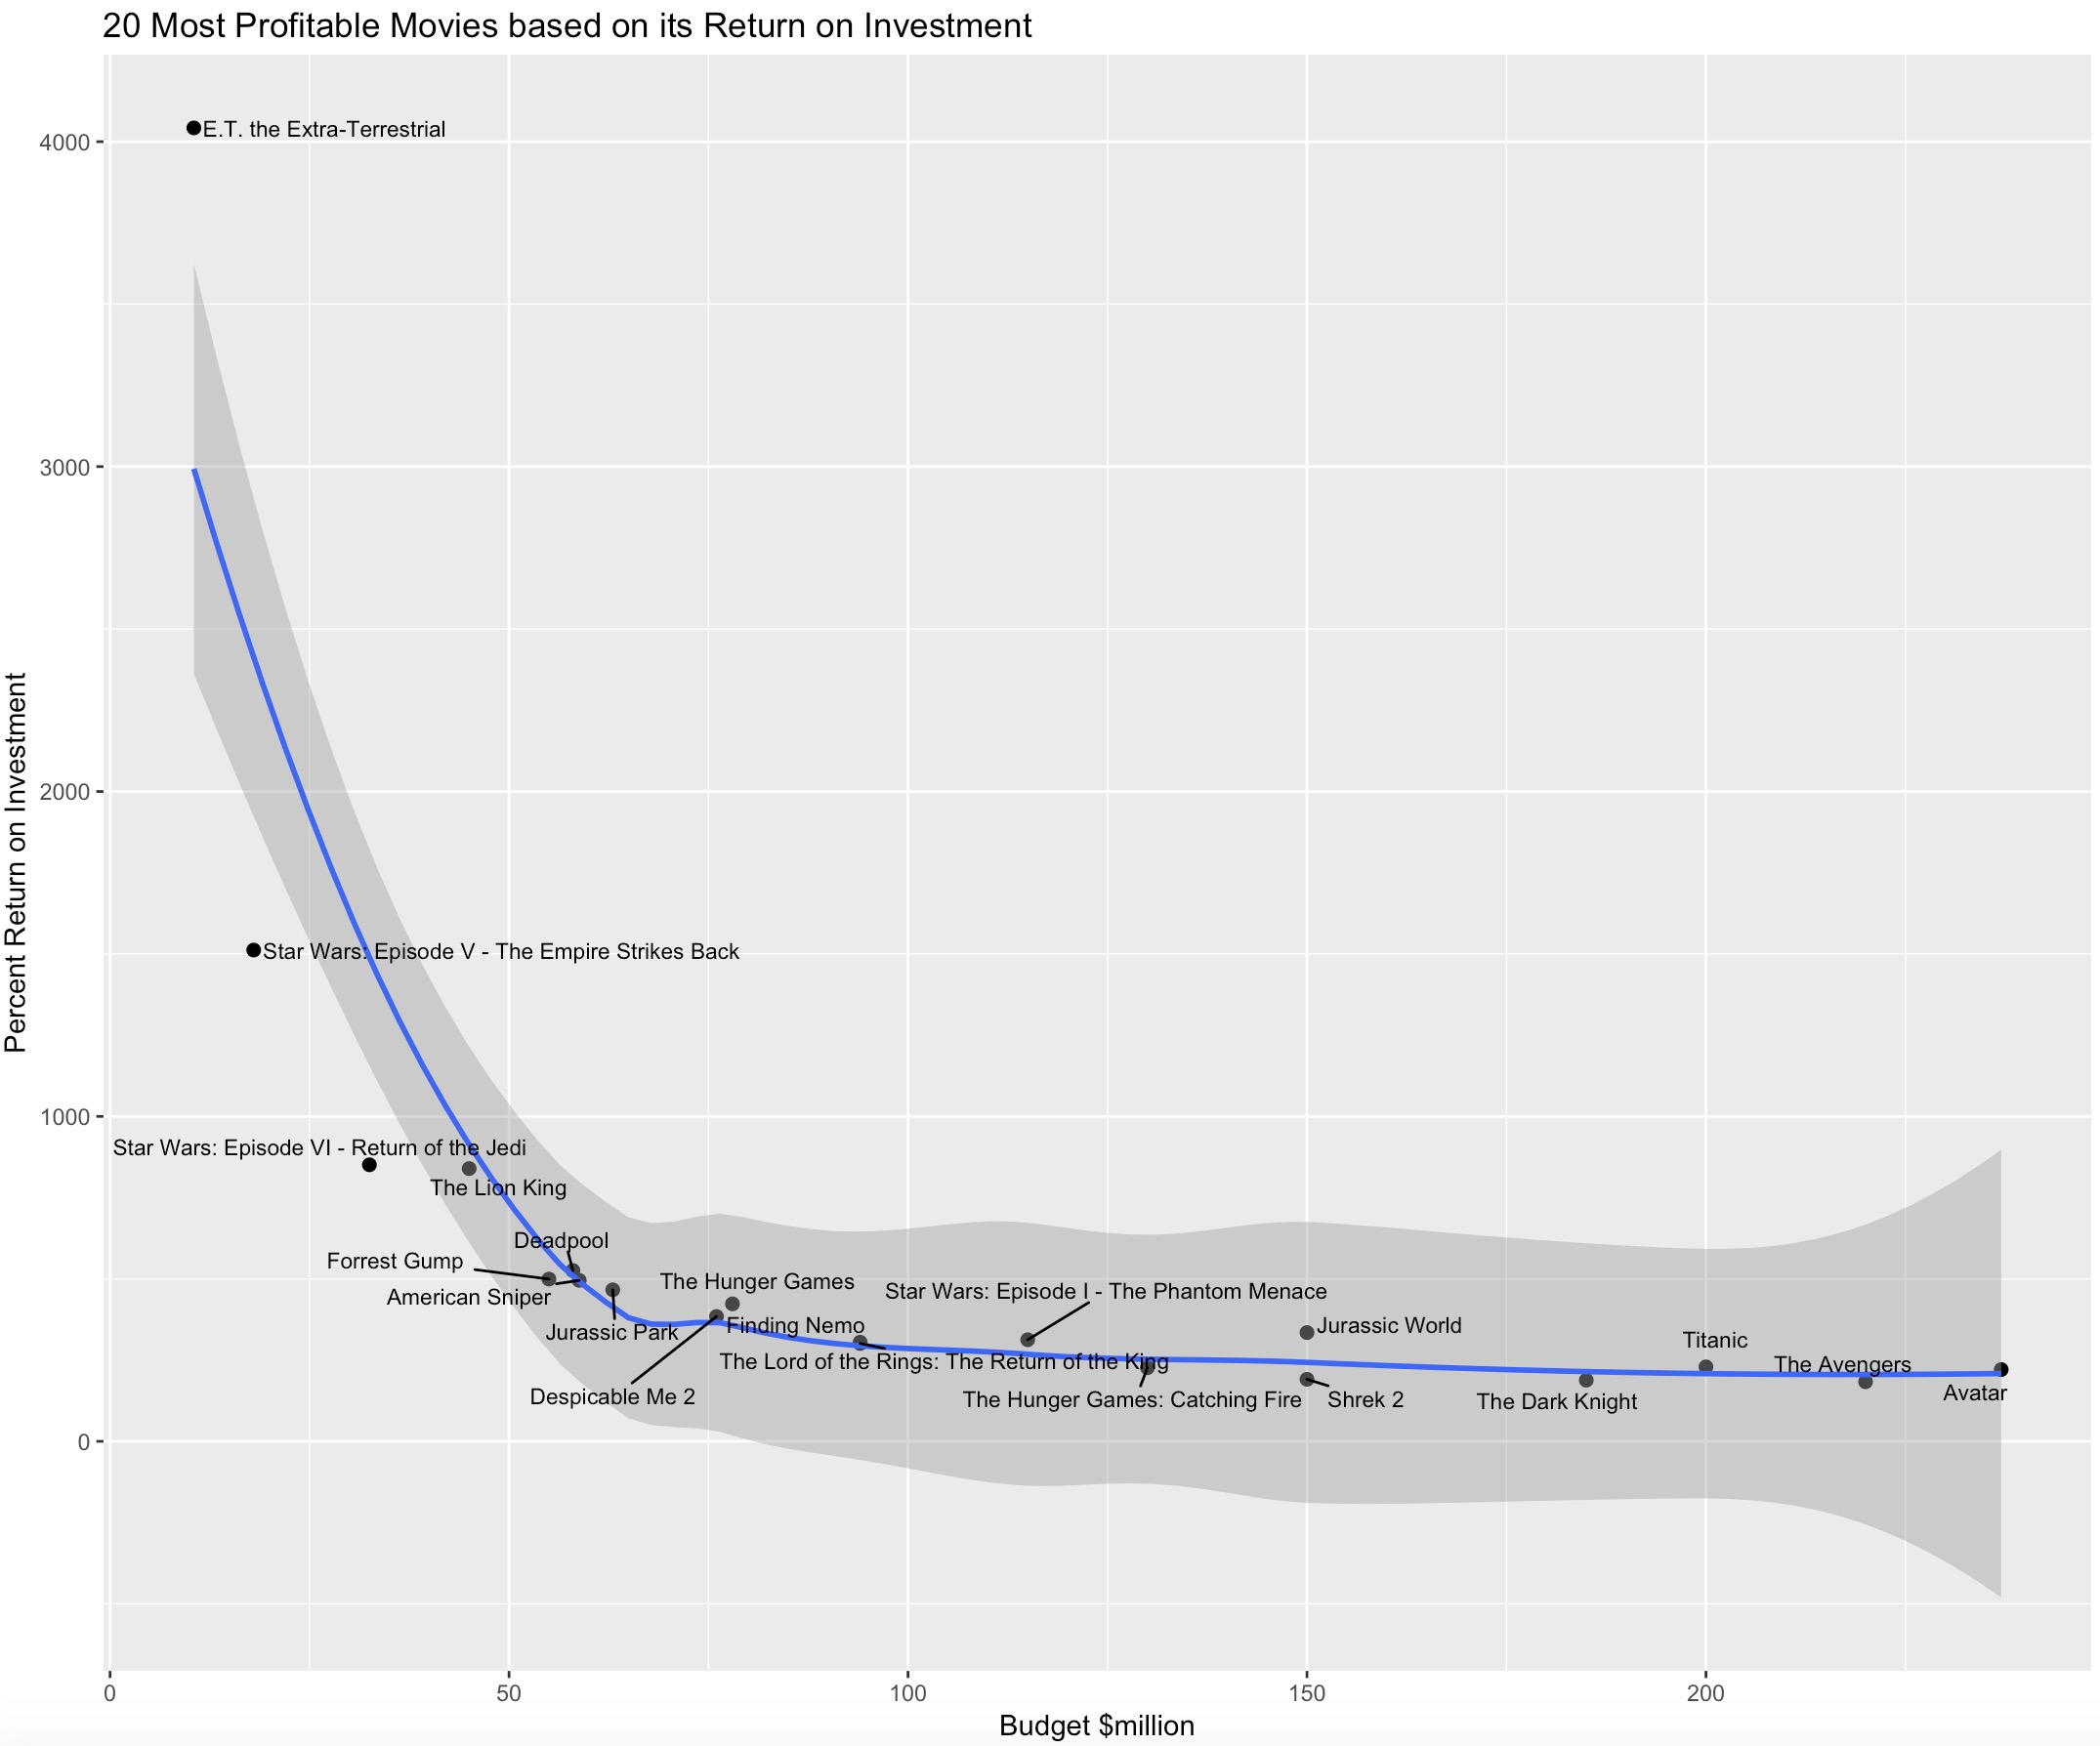 20 Most Profitable Movies based on its Return on Investment
E.T. the Extra-Terrestrial
4000
3000
2000
Star Wars: Episode V - The Empire Strikes Back
1000
Star Wars: Episode VI - Return of the Jedi
The Lion King
Deadpool
Forrest Gump
The Hunger Games
American Sniper
Star Wars: Episode I - The Phantom Menace
Finding Nemo
Jurassic Park
Jurassic World
Titanic
The Lord of the Rings: The Return of the King
The Avengers
Despicable Me 2
The Hunger Games: Catching Fire
Shrek 2
The Dark Knight
Avatar
0
Percent Return on Investment
0
50
100
150
200
Budget $million